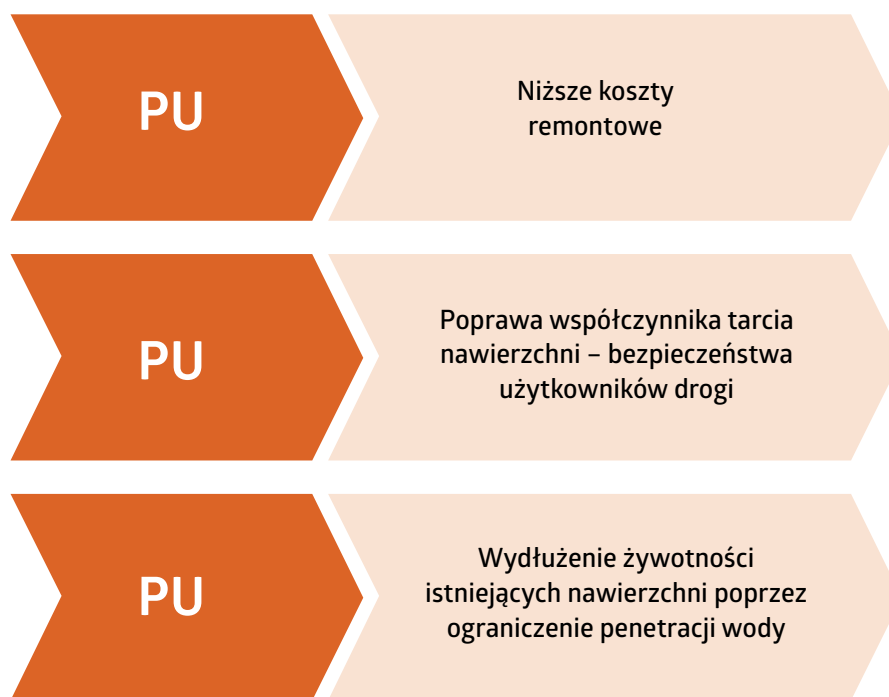 PU
Niższe koszty
remontowe
PU
Poprawa współczynnika tarcia
nawierzchni – bezpieczeństwa
użytkowników drogi
PU
Wydłużenie żywotności
istniejących nawierzchni poprzez
ograniczenie penetracji wody